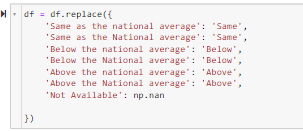 df = df.replace({
'Same as the national average': 'Same',
'Same as the National average': 'Same',
'Below the national average': 'Below',
'Below the National average': 'Below',
'Above the national average': 'Above',
'Above the National average': 'Above',
'Not Available': np.nan
})